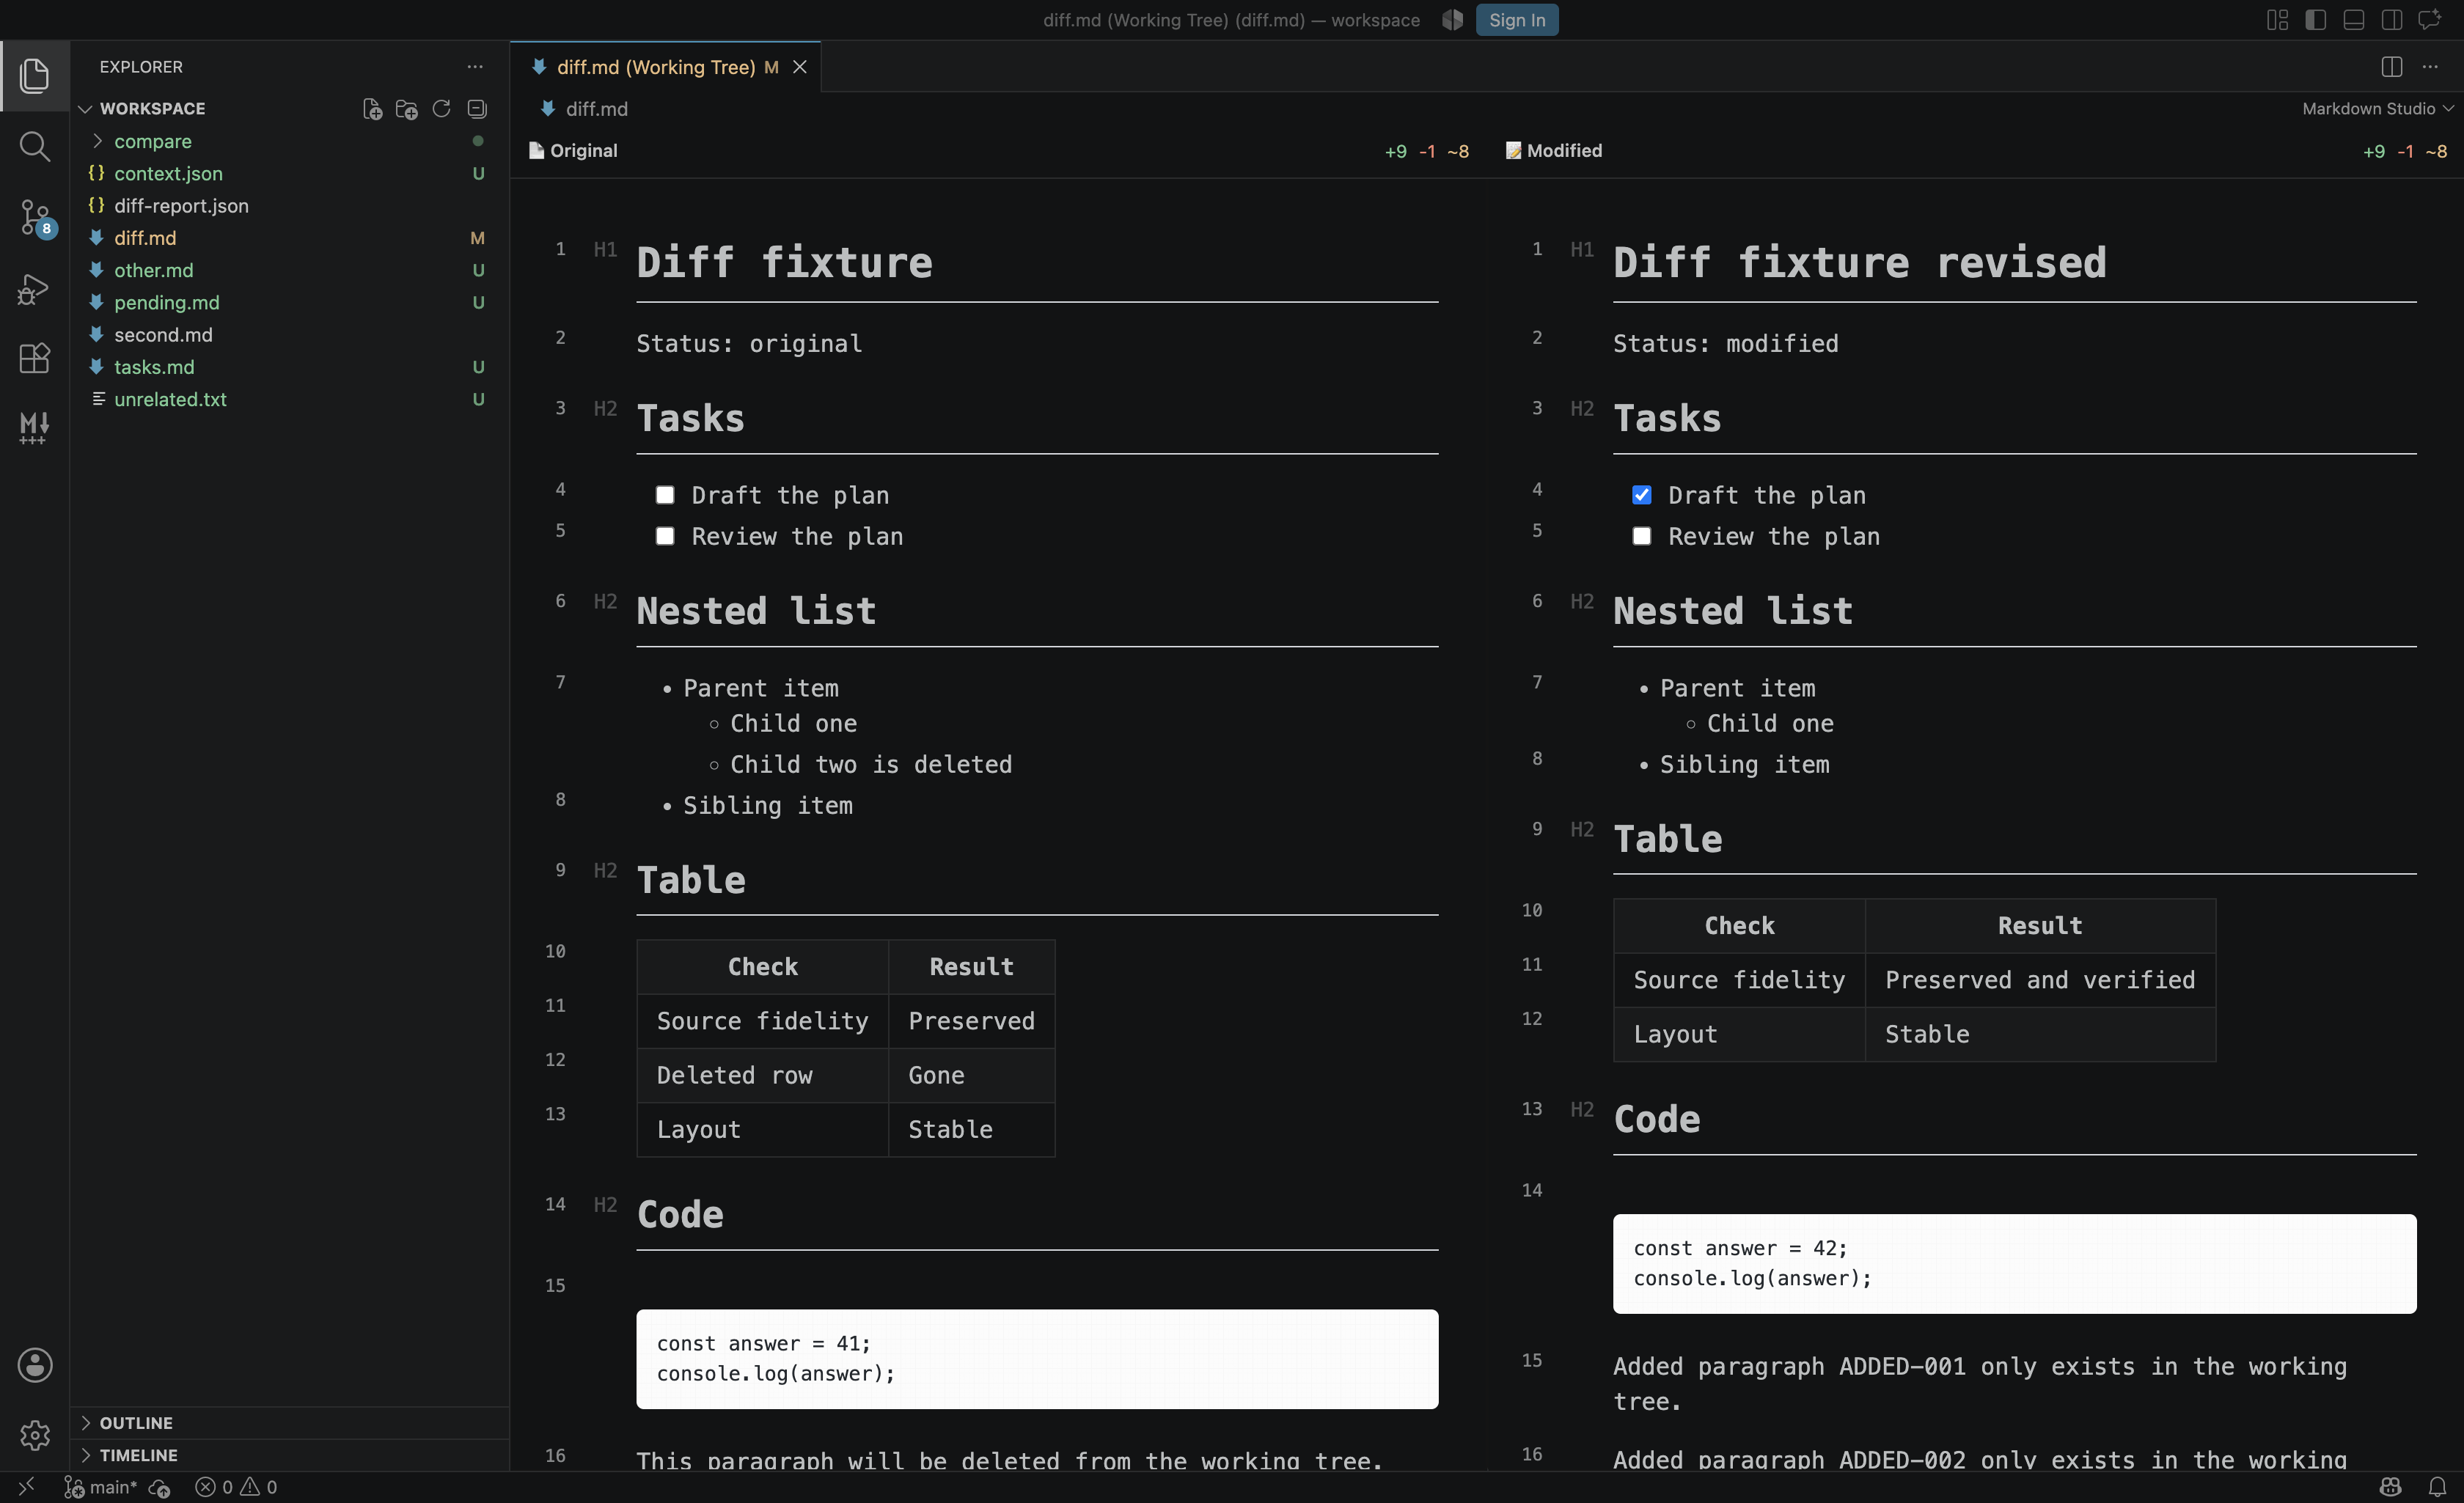 diff.md (Working Tree) (diff.md) — workspace
Sign In
EXPLORER
WORKSPACE
compare
context.json U
diff-report.json
diff.md M
other.md U
pending.md U
second.md
tasks.md U
unrelated.txt U
8
M
OUTLINE
TIMELINE
diff.md (Working Tree) M
diff.md
Markdown Studio
Original +9 -1 ~8
1 H1 Diff fixture
2 Status: original
3 H2 Tasks
4 Draft the plan
5 Review the plan
6 H2 Nested list
7 • Parent item
◦ Child one
◦ Child two is deleted
8 • Sibling item
9 H2 Table
10 Check Result
11 Source fidelity Preserved
12 Deleted row Gone
13 Layout Stable
14 H2 Code
15
const answer = 41;
console.log(answer);
16 This paragraph will be deleted from the working tree.
Modified +9 -1 ~8
1 H1 Diff fixture revised
2 Status: modified
3 H2 Tasks
4 Draft the plan
5 Review the plan
6 H2 Nested list
7 • Parent item
◦ Child one
8 • Sibling item
9 H2 Table
10 Check Result
11 Source fidelity Preserved and verified
12 Layout Stable
13 H2 Code
14
const answer = 42;
console.log(answer);
15 Added paragraph ADDED-001 only exists in the working
tree.
16 Added paragraph ADDED-002 only exists in the working
main* 0 0